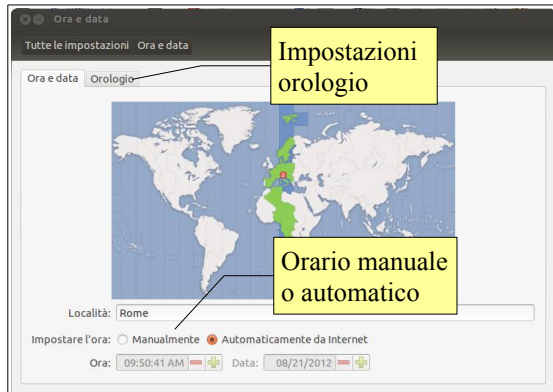 Ora e data
Tutte le impostazioni Ora e data
Impostazioni
orologio
Ora e data Orologio
Orario manuale
o automatico
Località: Rome
Impostare l'ora: Manualmente Automaticamente da Internet
Ora: 09:50:41 AM Data: 08/21/2012